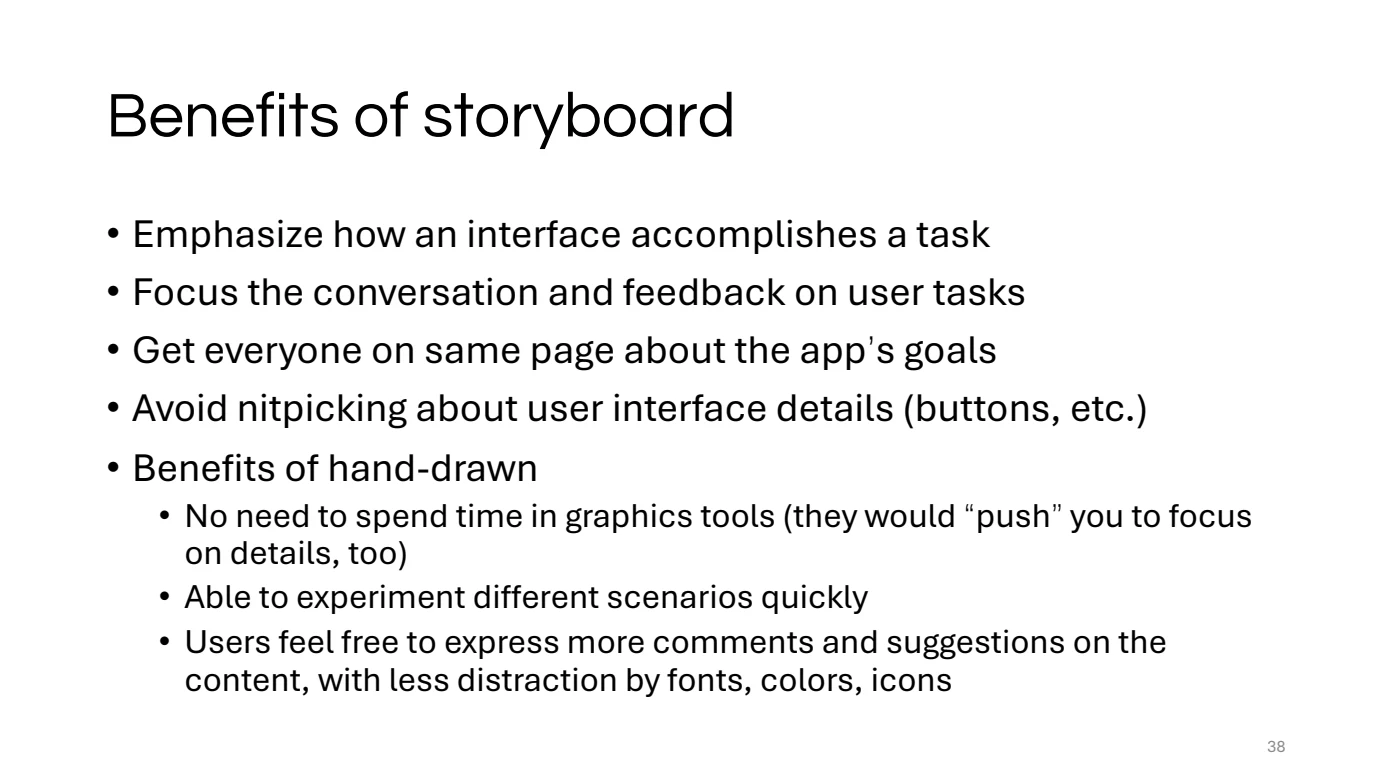 Benefits of storyboard
• Emphasize how an interface accomplishes a task
• Focus the conversation and feedback on user tasks
• Get everyone on same page about the app’s goals
• Avoid nitpicking about user interface details (buttons, etc.)
• Benefits of hand-drawn
• No need to spend time in graphics tools (they would “push” you to focus
on details, too)
• Able to experiment different scenarios quickly
• Users feel free to express more comments and suggestions on the
content, with less distraction by fonts, colors, icons
38